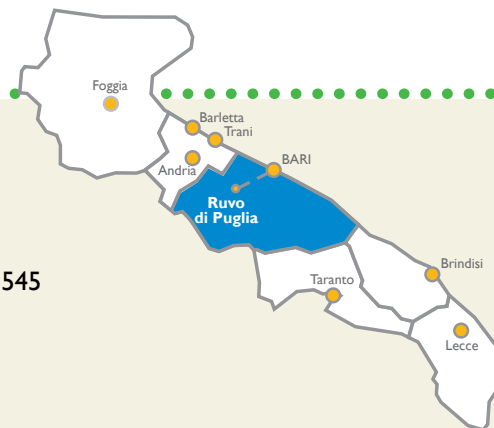 Foggia
Barletta
Trani
Andria
BARI
Ruvo
di Puglia
545
Brindisi
Taranto
Lecce